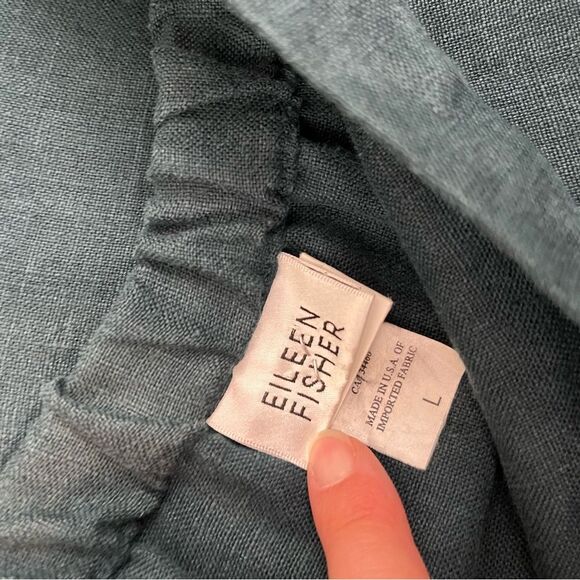 EILEEN
FISHER
MADE IN U.S.A. OF
IMPORTED FABRIC
L